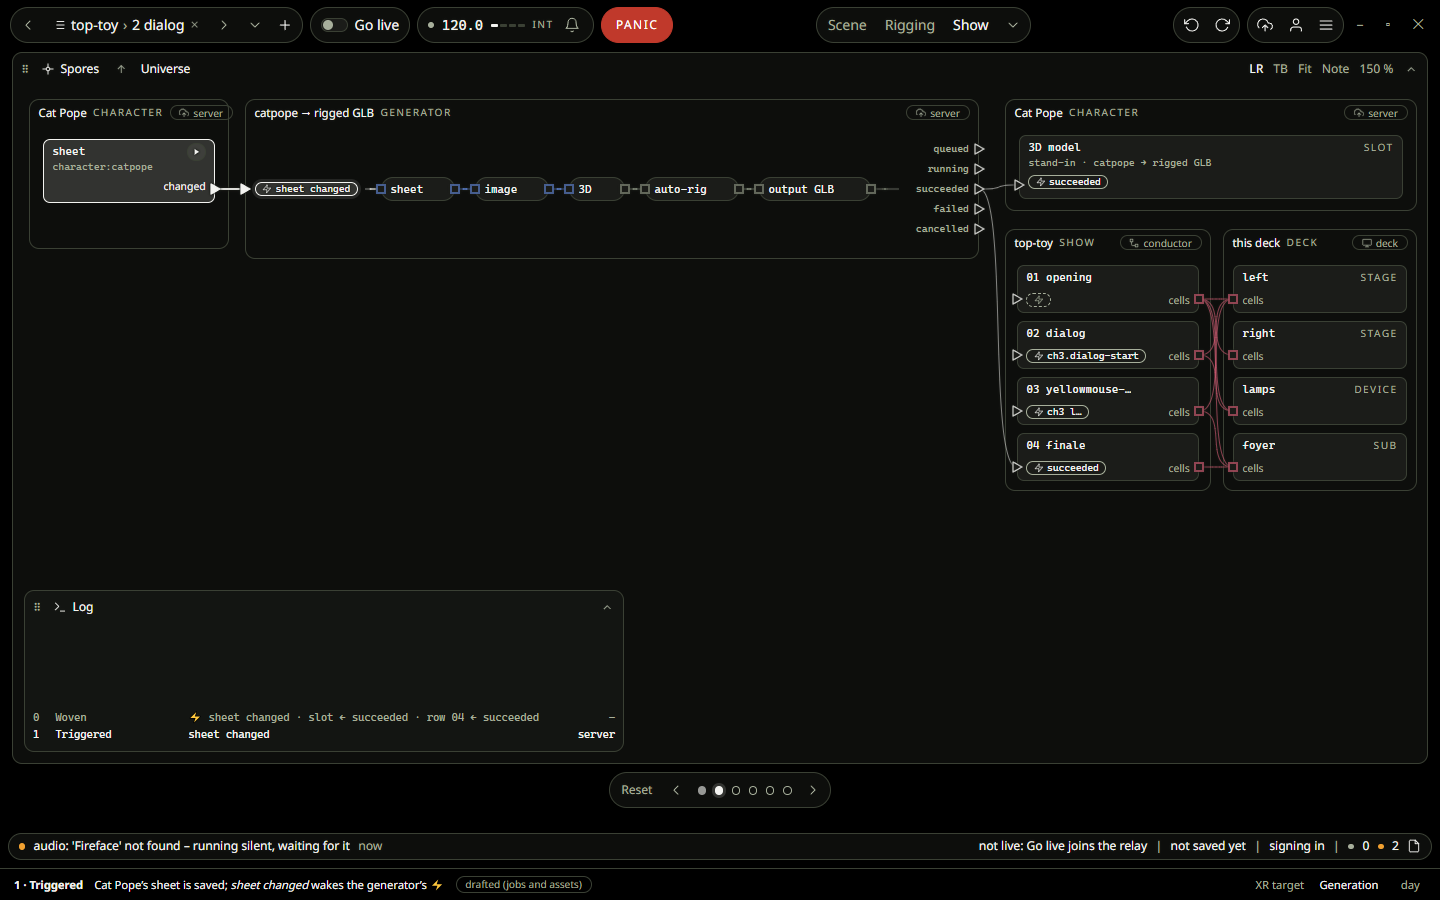 top-toy › 2 dialog ×
Go live
120.0 INT
PANIC
Scene Rigging Show
Spores Universe
LR TB Fit Note 150 %
Cat Pope CHARACTER server
sheet
character:catpope
changed
catpope → rigged GLB GENERATOR server
sheet changed
sheet
image
3D
auto-rig
output GLB
queued
running
succeeded
failed
cancelled
Cat Pope CHARACTER server
3D model SLOT
stand-in · catpope → rigged GLB
succeeded
top-toy SHOW conductor
01 opening
cells
02 dialog
ch3.dialog-start cells
03 yellowmouse-…
ch3 l… cells
04 finale
succeeded cells
this deck DECK deck
left STAGE
cells
right STAGE
cells
lamps DEVICE
cells
foyer SUB
cells
Log
0 Woven ⚡ sheet changed · slot ← succeeded · row 04 ← succeeded –
1 Triggered sheet changed server
Reset
audio: 'Fireface' not found – running silent, waiting for it now
not live: Go live joins the relay | not saved yet | signing in | 0 2
1 · Triggered Cat Pope's sheet is saved; sheet changed wakes the generator's ⚡ drafted (jobs and assets)
XR target Generation day